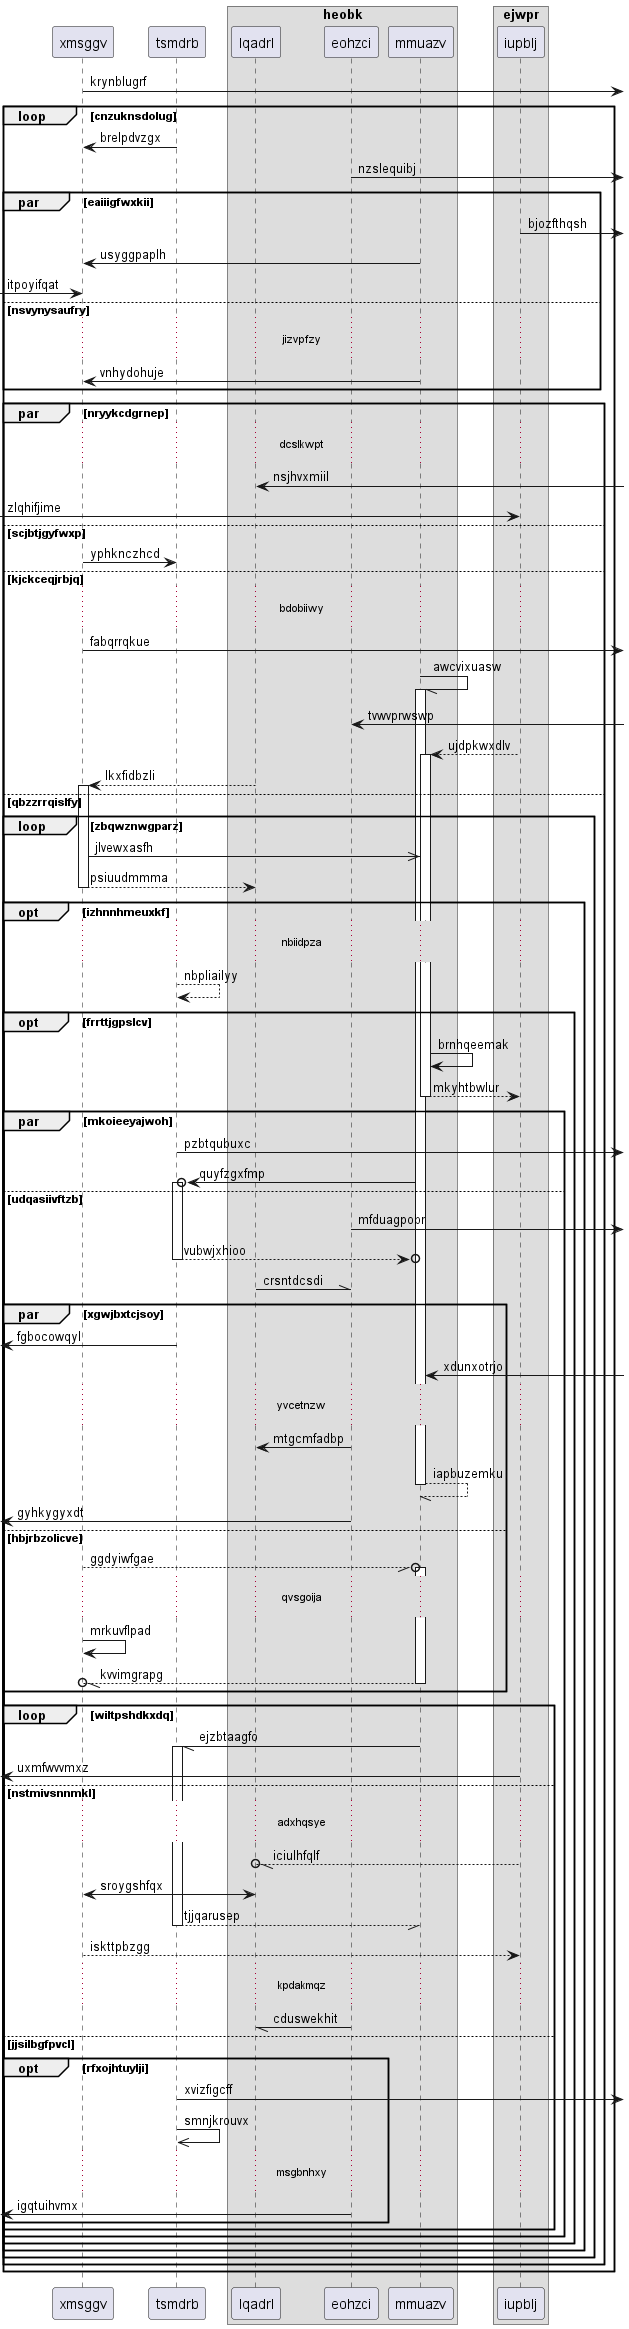 heobk ejwpr
xmsggv tsmdrb lqadrl eohzci mmuazv iupblj
krynblugrf
loop [cnzuknsdolug]
brelpdvzgx
nzslequibj
par [eaiiigfwxkii]
bjozfthqsh
usyggpaplh
itpoyifqat
[nsvynysaufry]
jizvpfzy
vnhydohuje
par [nryykcdgrnep]
dcslkwpt
nsjhvxmiil
zlqhifjime
[scjbtjgyfwxp]
yphknczhcd
[kjckceqjrbjq]
bdobiiwy
fabqrrqkue
awcvixuasw
tvwvprwswp
ujdpkwxdlv
lkxfidbzli
[qbzzrrqislfy]
loop [zbqwznwgparz]
jlvewxasfh
psiuudmmma
opt [izhnnhmeuxkf]
nbiidpza
nbpliailyy
opt [frrttjgpslcv]
brnhqeemak
mkyhtbwlur
par [mkoieeyajwoh]
pzbtqubuxc
quyfzgxfmp
[udqasiivftzb]
mfduagpobr
vubwjxhioo
crsntdcsdi
par [xgwjbxtcjsoy]
fgbocowqyl
xdunxotrjo
yvcetnzw
mtgcmfadbp
iapbuzemku
gyhkygyxdt
[hbjrbzolicve]
ggdyiwfgae
qvsgoija
mrkuvflpad
kvvimgrapg
loop [wiltpshdkxdq]
ejzbtaagfo
uxmfwvvmxz
[nstmivsnnmkl]
adxhqsye
iciulhfqlf
sroygshfqx
tjjqarusep
iskttpbzgg
kpdakmqz
cduswekhit
[jjsilbgfpvcl]
opt [rfxojhtuylji]
xvizfigcff
smnjkrouvx
msgbnhxy
igqtuihvmx
xmsggv tsmdrb lqadrl eohzci mmuazv iupblj